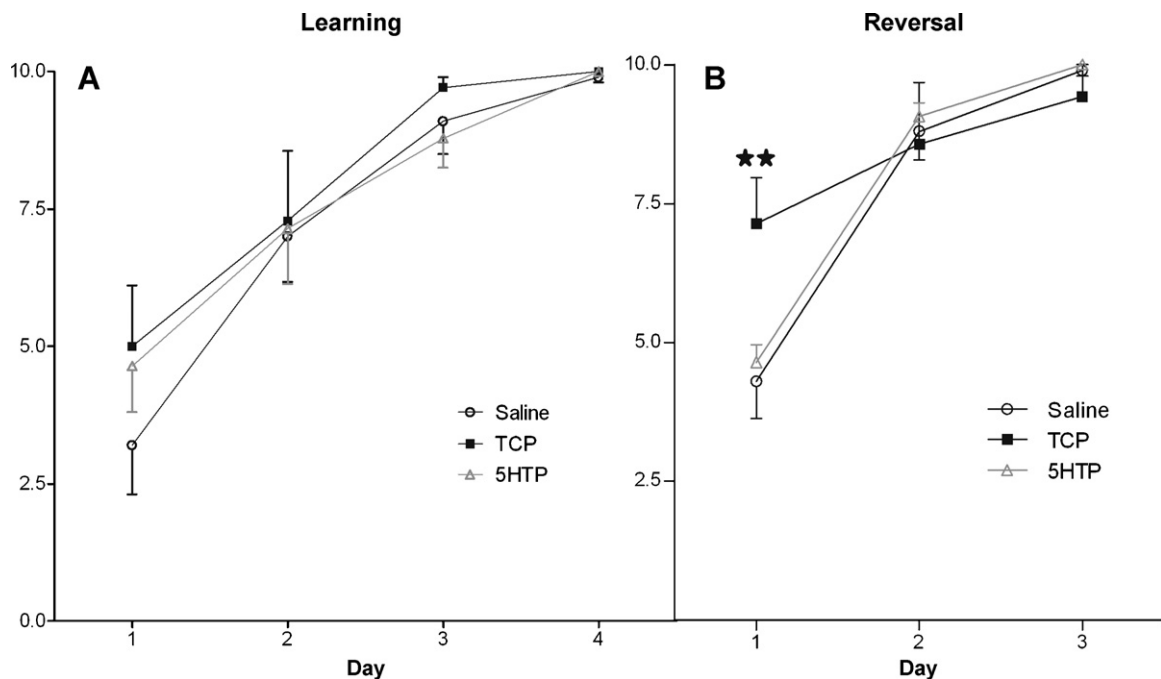 Learning
A
10.0
7.5
5.0
2.5
0.0
1 2 3 4
Day
Saline
TCP
5HTP
Reversal
B
10.0
7.5
5.0
2.5
1 2 3
Day
Saline
TCP
5HTP